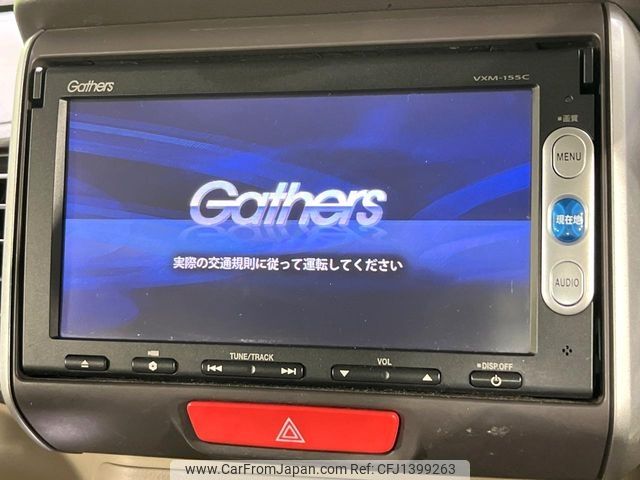 Gathers
VXM-155C
■画質
MENU
現在地
AUDIO
Gathers
実際の交通規則に従って運転してください
TUNE/TRACK
VOL
■DISP.OFF
www.CarFromJapan.com CFJ1399263